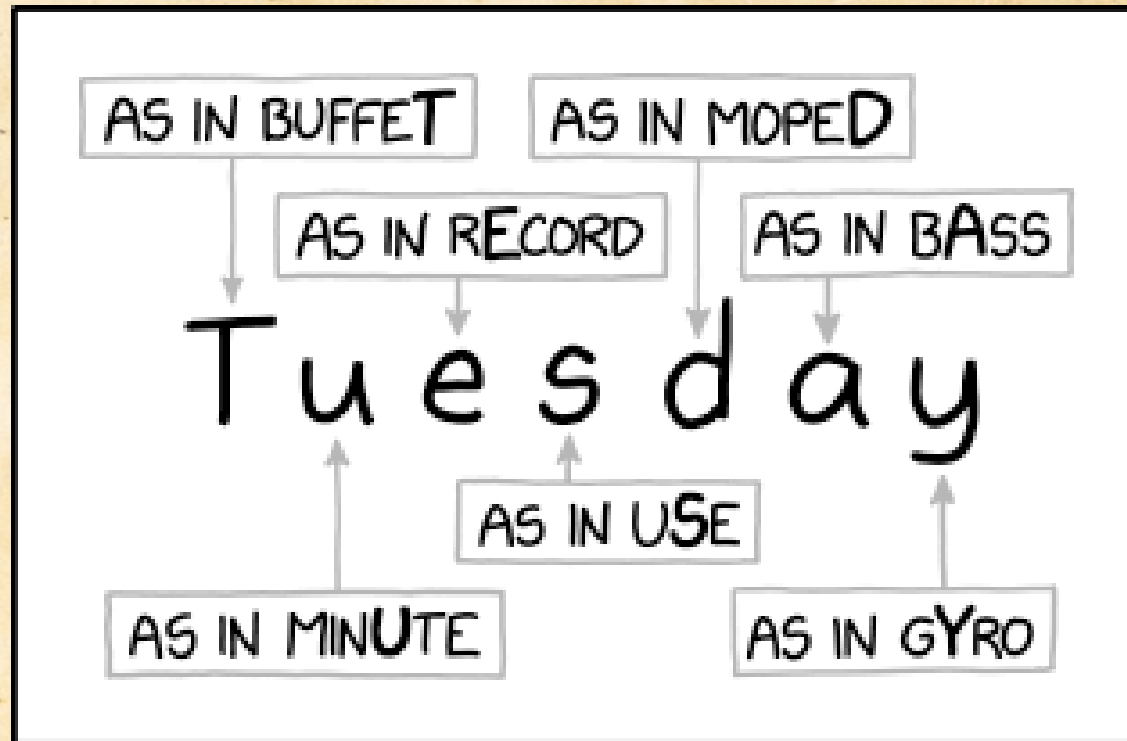 AS IN BUFFET
AS IN MOPED
AS IN RECORD
AS IN BASS
Tuesday
AS IN USE
AS IN MINUTE
AS IN GYRO